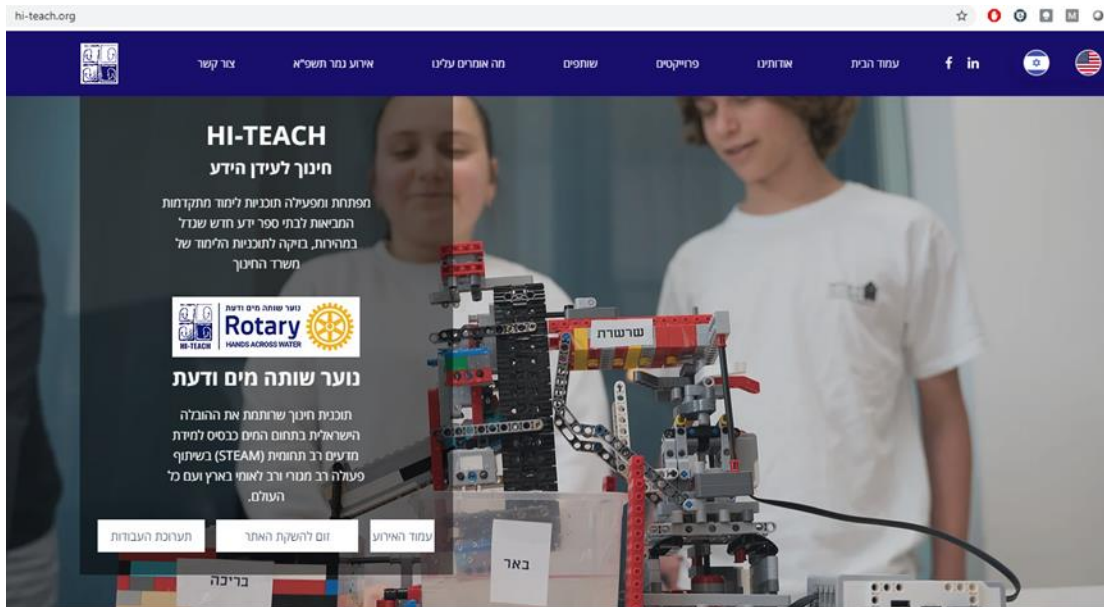 hi-teach.org
עמוד הבית
אודותינו
פרוייקטים
שותפים
מה אומרים עלינו
אירוע גמר תשפ"א
צור קשר
HI-TEACH
חינוך לעידן הידע
מפתחת ומפעילה תוכניות לימוד מתקדמות
המביאות לבתי ספר ידע חדש שגדל
במהירות, בזיקה לתוכניות הלימוד של
משרד החינוך
נוער שותה מים ודעת
Rotary
HANDS ACROSS WATER
HI-TEACH
נוער שותה מים ודעת
תוכנית חינוך שרותמת את ההובלה
הישראלית בתחום המים כבסיס למידת
מדעים רב תחומית (STEAM) בשיתוף
פעולה רב מגזרי ורב לאומי בארץ ועם כל
העולם.
עמוד האירוע
זום להשקת האתר
תערוכת העבודות
שרשרת
באר
בריכה